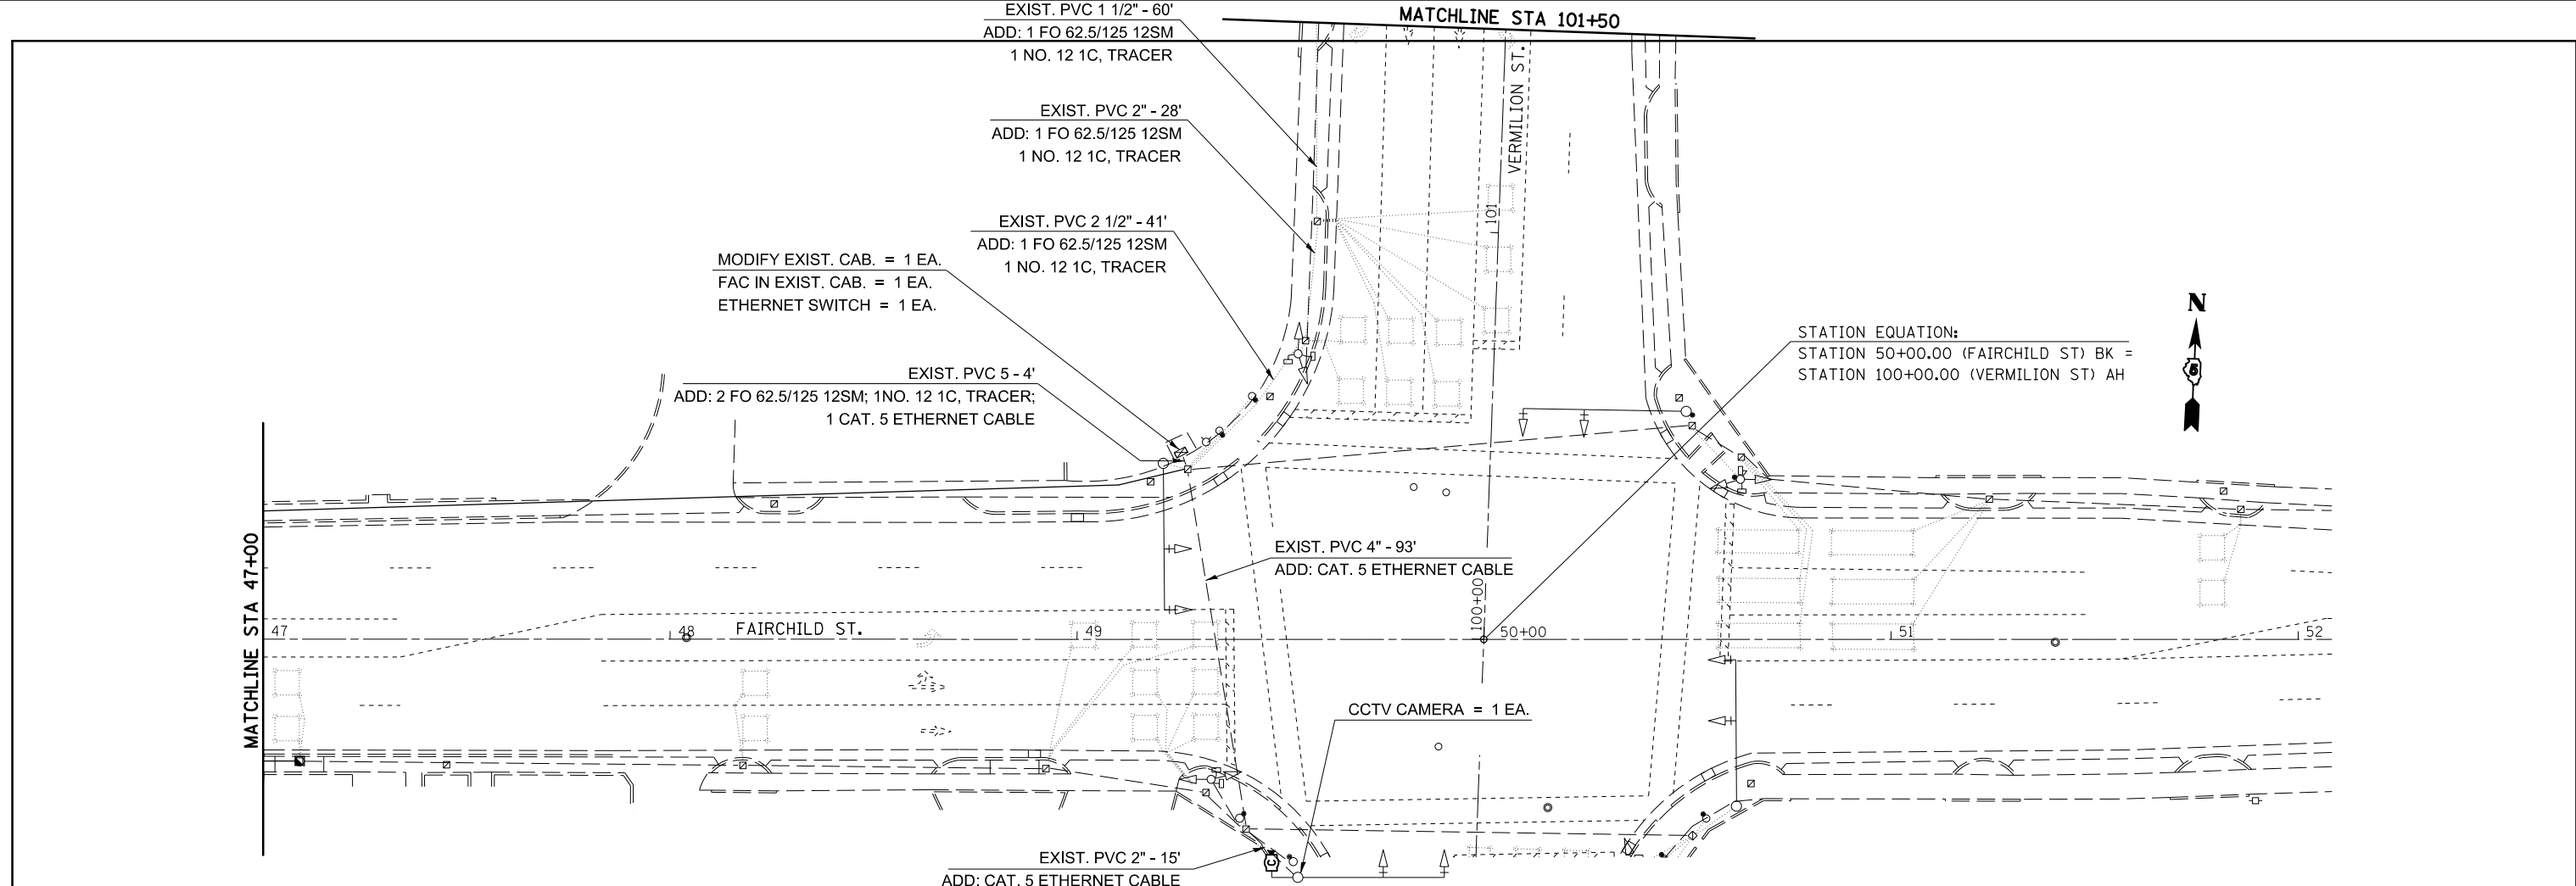 EXIST. PVC 1 1/2" - 60'
ADD: 1 FO 62.5/125 12SM
1 NO. 12 1C, TRACER
MATCHLINE STA 101+50
VERMILION ST.
EXIST. PVC 2" - 28'
ADD: 1 FO 62.5/125 12SM
1 NO. 12 1C, TRACER
EXIST. PVC 2 1/2" - 41'
ADD: 1 FO 62.5/125 12SM
1 NO. 12 1C, TRACER
101
MODIFY EXIST. CAB. = 1 EA.
FAC IN EXIST. CAB. = 1 EA.
ETHERNET SWITCH = 1 EA.
N
5
STATION EQUATION:
STATION 50+00.00 (FAIRCHILD ST) BK =
STATION 100+00.00 (VERMILION ST) AH
EXIST. PVC 5 - 4'
ADD: 2 FO 62.5/125 12SM; 1NO. 12 1C, TRACER;
1 CAT. 5 ETHERNET CABLE
EXIST. PVC 4" - 93'
ADD: CAT. 5 ETHERNET CABLE
MATCHLINE STA 47+00
100+00
47
48
FAIRCHILD ST.
49
50+00
51
52
CCTV CAMERA = 1 EA.
EXIST. PVC 2" - 15'
ADD: CAT. 5 ETHERNET CABLE
C